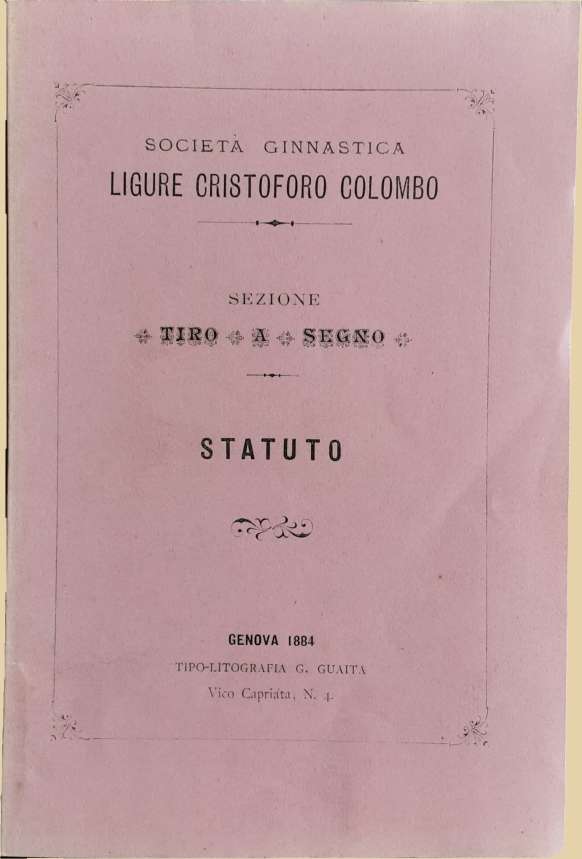 SOCIETÀ GINNASTICA
LIGURE CRISTOFORO COLOMBO
SEZIONE
TIRO A SEGNO
STATUTO
GENOVA 1884
TIPO-LITOGRAFIA G. GUAITA
Vico Capriata, N. 4.